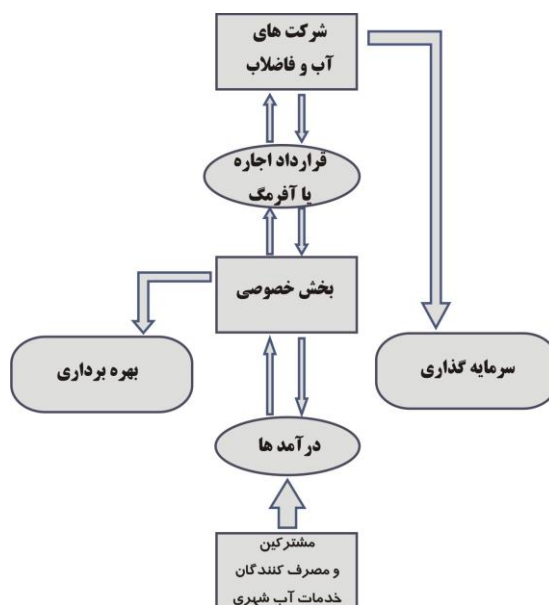 شرکت های
آب و فاضلاب
قرارداد اجاره
یا آفرمگ
بخش خصوصی
بهره برداری
سرمایه گذاری
درآمد ها
مشترکین
و مصرف کنندگان
خدمات آب شهری